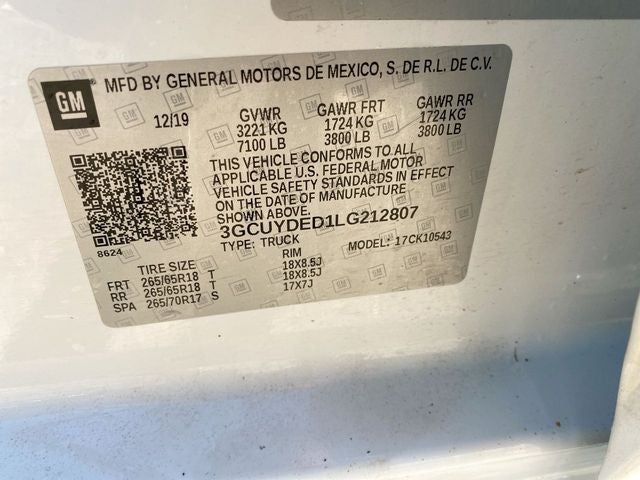 MFD BY GENERAL MOTORS DE MEXICO, S. DE R.L. DE C.V.
GM
12/19 GVWR GAWR FRT GAWR RR
3221 KG 1724 KG 1724 KG
7100 LB 3800 LB 3800 LB
THIS VEHICLE CONFORMS TO ALL
APPLICABLE U.S. FEDERAL MOTOR
VEHICLE SAFETY STANDARDS IN EFFECT
ON THE DATE OF MANUFACTURE
SHOWN ABOVE.
3GCUYDED1LG212807
8624
TYPE: TRUCK MODEL: 17CK10543
TIRE SIZE RIM
FRT 265/65R18 T 18X8.5J
RR 265/65R18 T 18X8.5J
SPA 265/70R17 S 17X7J